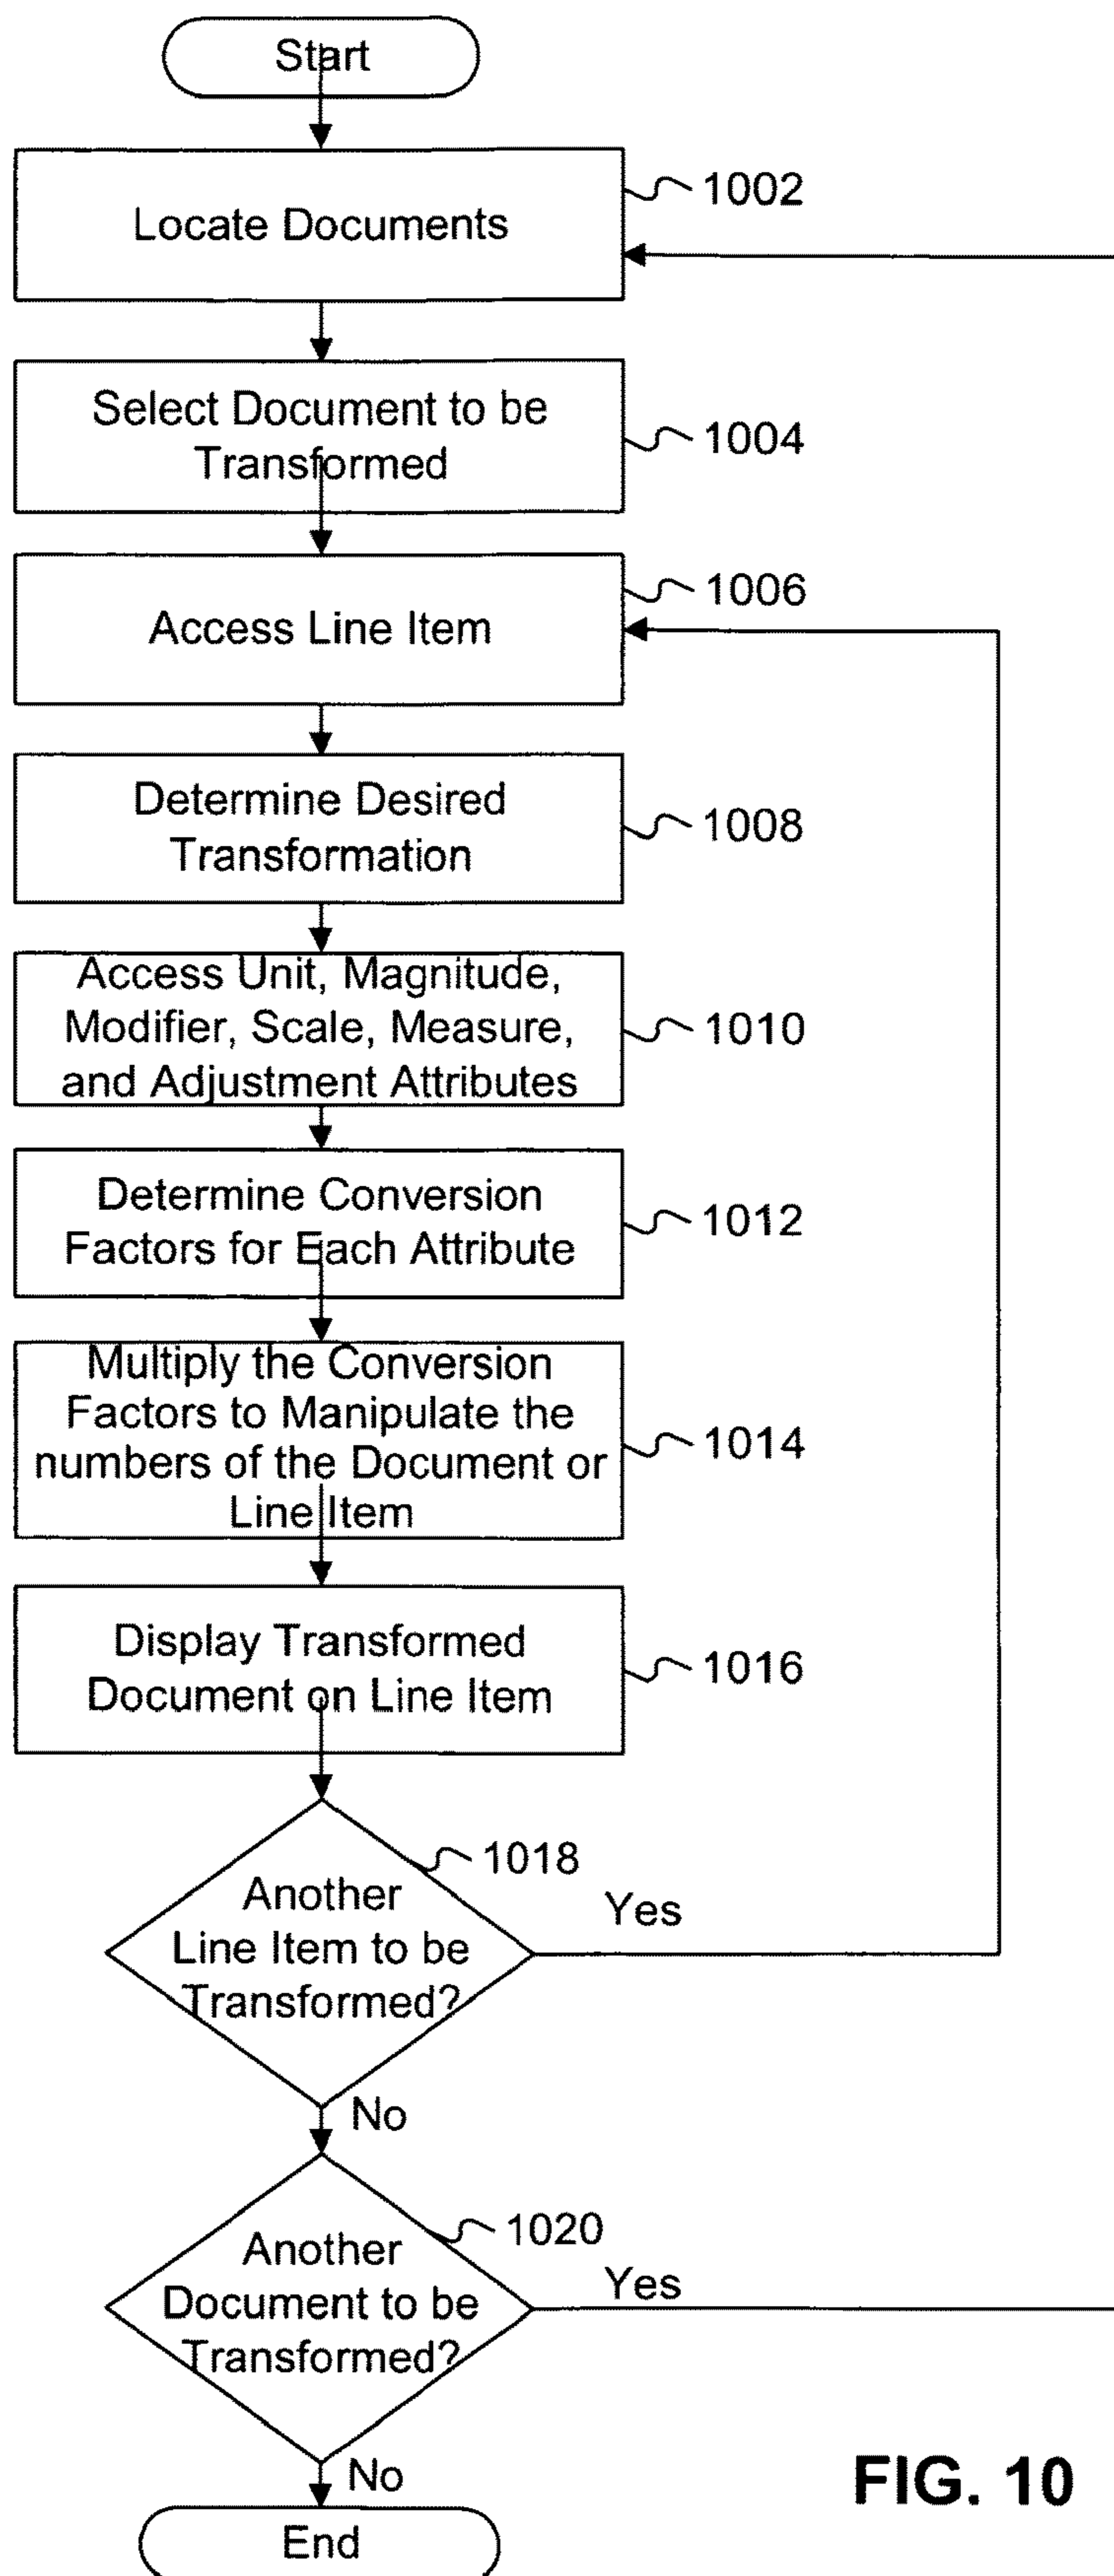 Start
Locate Documents
1002
Select Document to be
Transformed
1004
Access Line Item
1006
Determine Desired
Transformation
1008
Access Unit, Magnitude,
Modifier, Scale, Measure,
and Adjustment Attributes
1010
Determine Conversion
Factors for Each Attribute
1012
Multiply the Conversion
Factors to Manipulate the
numbers of the Document or
Line Item
1014
Display Transformed
Document on Line Item
1016
Another
Line Item to be
Transformed?
1018
Yes
No
Another
Document to be
Transformed?
1020
Yes
No
End
FIG. 10